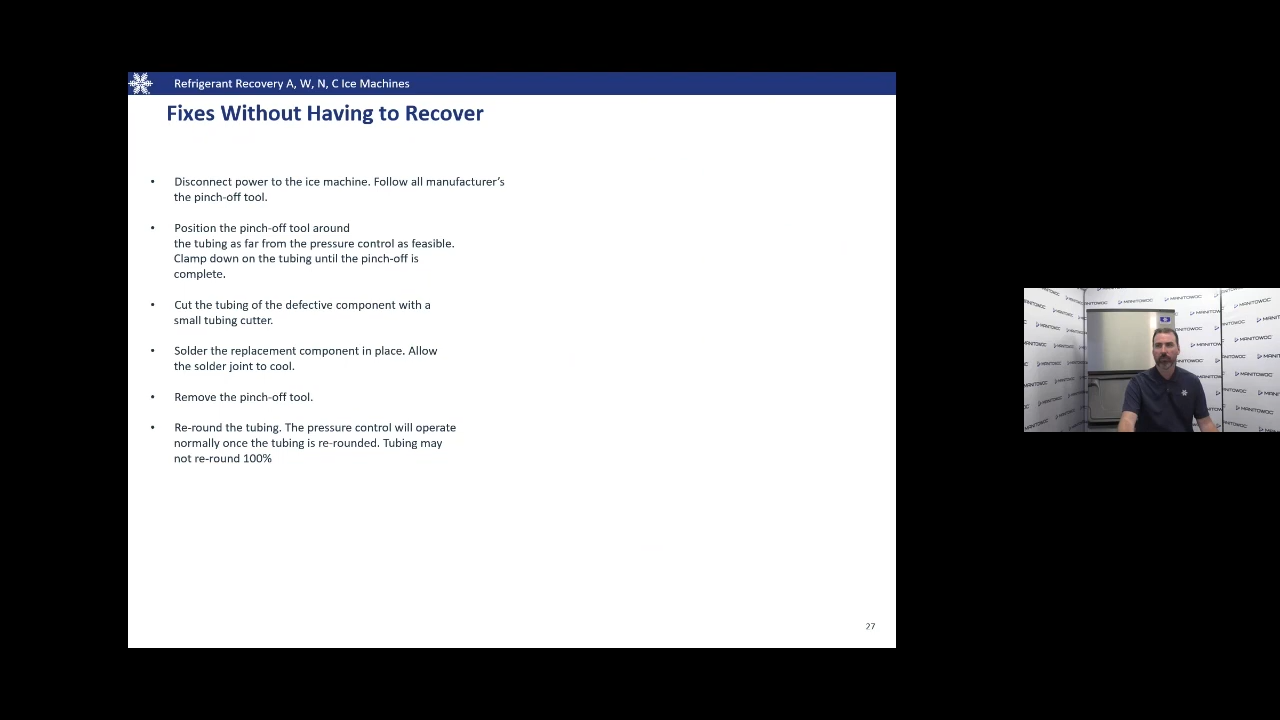 Refrigerant Recovery A, W, N, C Ice Machines
Fixes Without Having to Recover
• Disconnect power to the ice machine. Follow all manufacturer’s
the pinch-off tool.
• Position the pinch-off tool around
the tubing as far from the pressure control as feasible.
Clamp down on the tubing until the pinch-off is
complete.
• Cut the tubing of the defective component with a
small tubing cutter.
• Solder the replacement component in place. Allow
the solder joint to cool.
• Remove the pinch-off tool.
• Re-round the tubing. The pressure control will operate
normally once the tubing is re-rounded. Tubing may
not re-round 100%
27
MANITOWOC